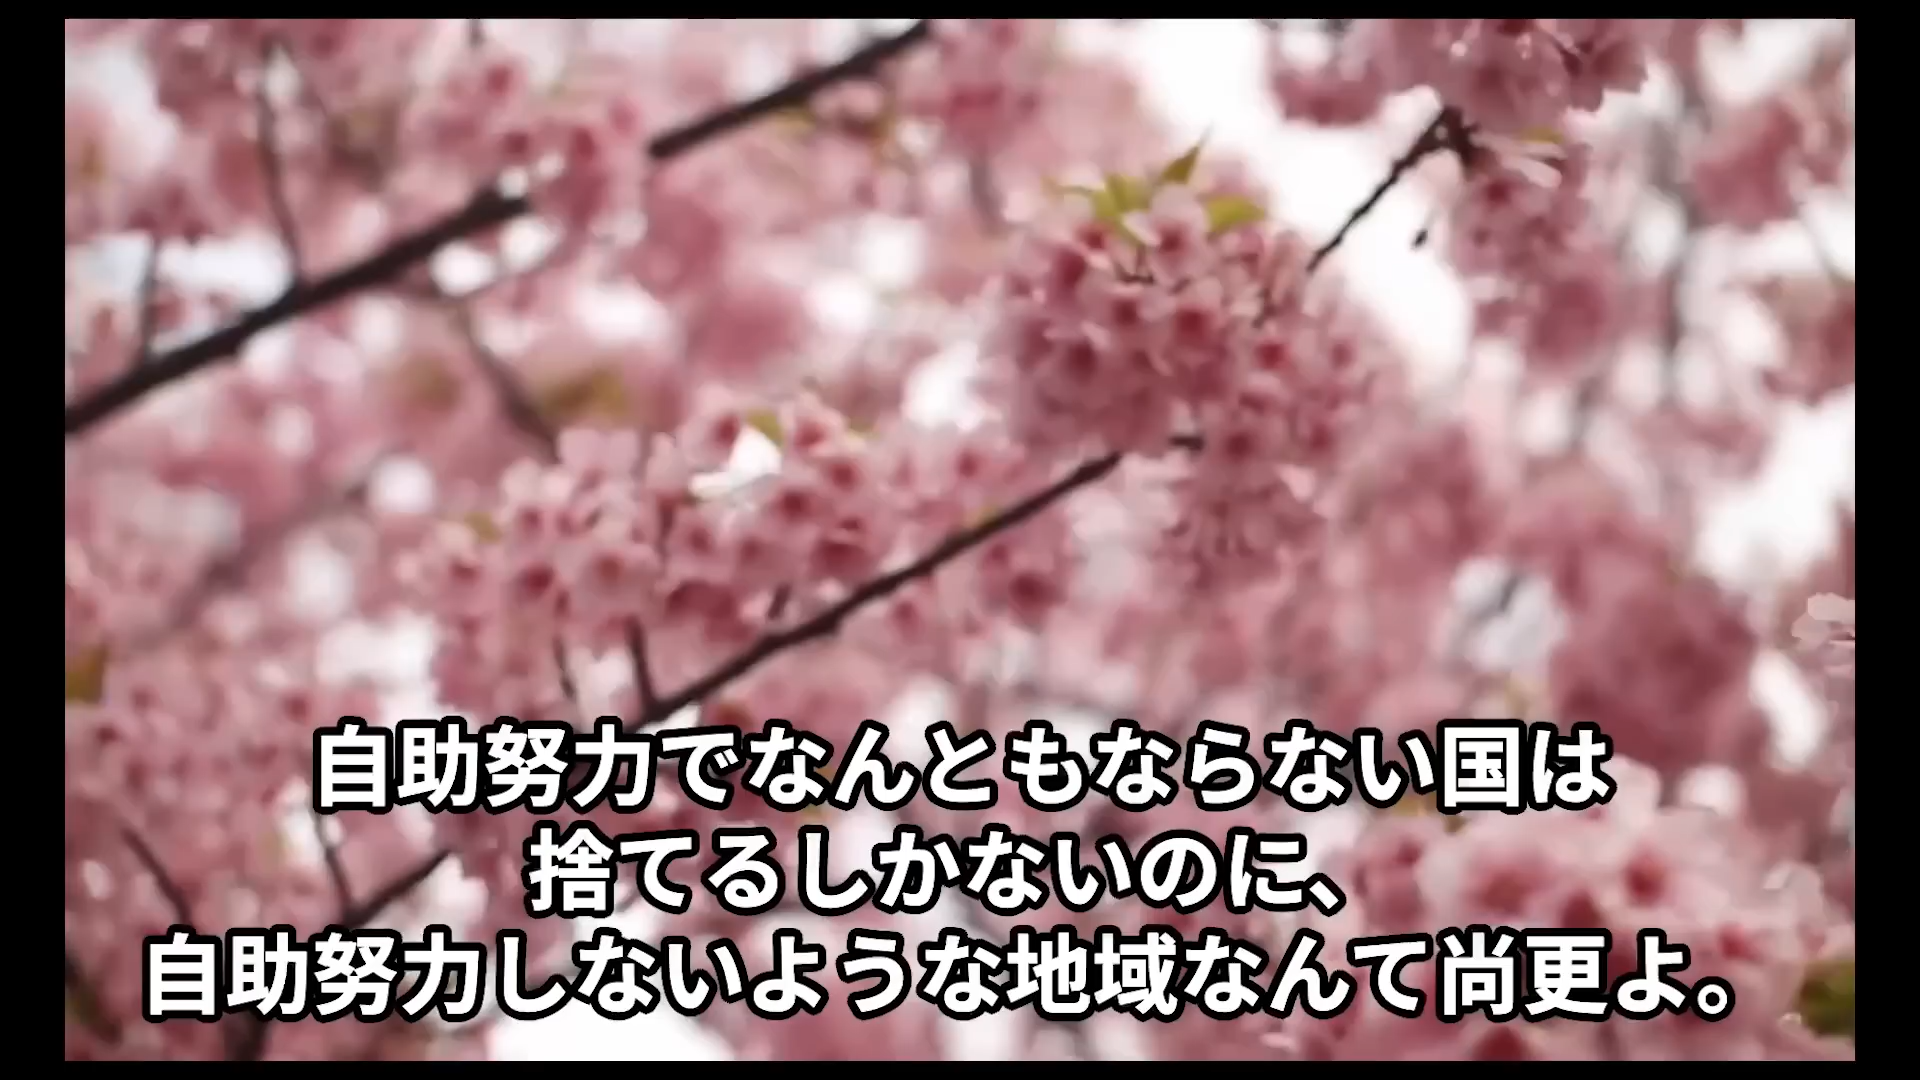 自助努力でなんともならない国は
捨てるしかないのに、
自助努力しないような地域なんて尚更よ。